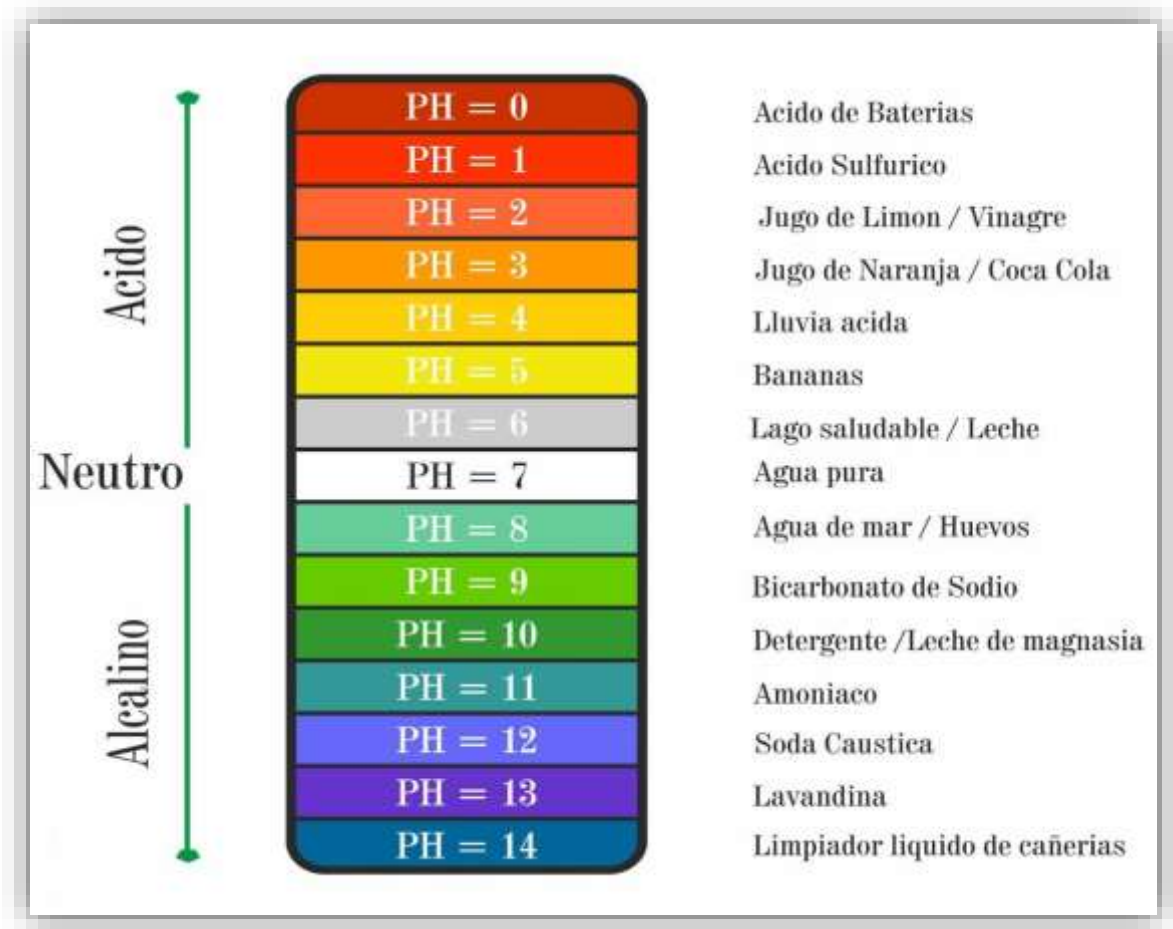 Acido
Neutro
Alcalino
PH = 0 Acido de Baterias
PH = 1 Acido Sulfurico
PH = 2 Jugo de Limon / Vinagre
PH = 3 Jugo de Naranja / Coca Cola
PH = 4 Lluvia acida
PH = 5 Bananas
PH = 6 Lago saludable / Leche
PH = 7 Agua pura
PH = 8 Agua de mar / Huevos
PH = 9 Bicarbonato de Sodio
PH = 10 Detergente /Leche de magnasia
PH = 11 Amoniaco
PH = 12 Soda Caustica
PH = 13 Lavandina
PH = 14 Limpiador liquido de cañerias